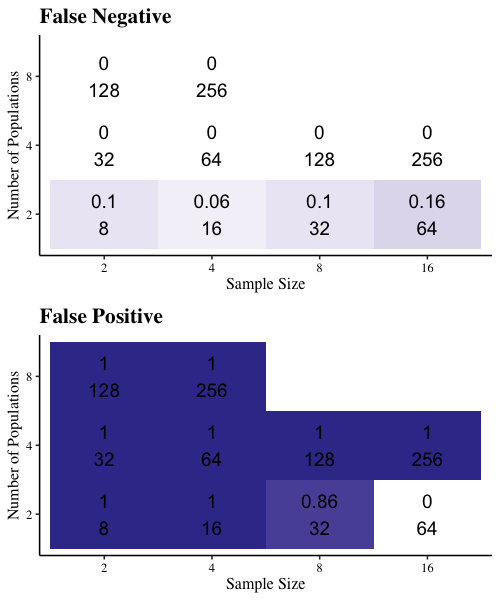 False Negative
Number of Populations
8
0 0
128 256
4
0 0 0 0
32 64 128 256
2
0.1 0.06 0.1 0.16
8 16 32 64
2 4 8 16
Sample Size
False Positive
Number of Populations
8
1 1
128 256
4
1 1 1 1
32 64 128 256
2
1 1 0.86 0
8 16 32 64
2 4 8 16
Sample Size